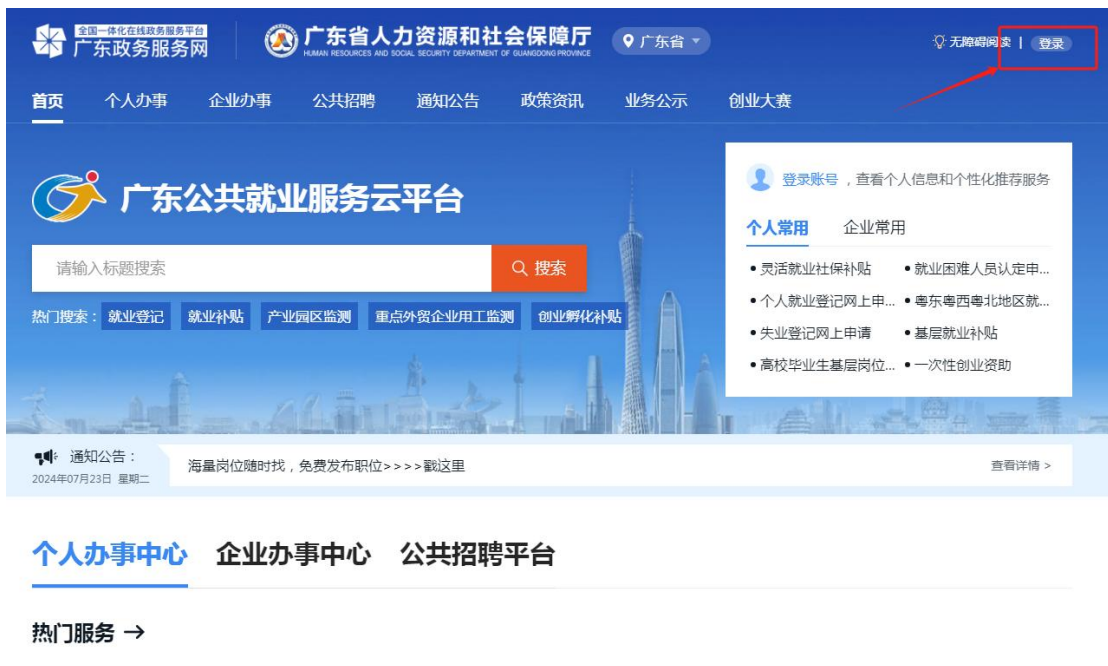 全国一体化在线政务服务平台
广东政务服务网
广东省人力资源和社会保障厅
HUMAN RESOURCES AND SOCIAL SECURITY DEPARTMENT OF GUANGDONG PROVINCE
广东省
无障碍阅读 | 登录
首页 个人办事 企业办事 公共招聘 通知公告 政策资讯 业务公示 创业大赛
广东公共就业服务云平台
请输入标题搜索
搜索
热门搜索: 就业登记 就业补贴 产业园区监测 重点外贸企业用工监测 创业孵化补贴
登录账号,查看个人信息和个性化推荐服务
个人常用 企业常用
• 灵活就业社保补贴 • 就业困难人员认定申...
• 个人就业登记网上申... • 粤东粤西粤北地区就...
• 失业登记网上申请 • 基层就业补贴
• 高校毕业生基层岗位... • 一次性创业资助
通知公告:
2024年07月23日 星期二
海量岗位随时找,免费发布职位>>>>戳这里
查看详情 >
个人办事中心 企业办事中心 公共招聘平台
热门服务 →